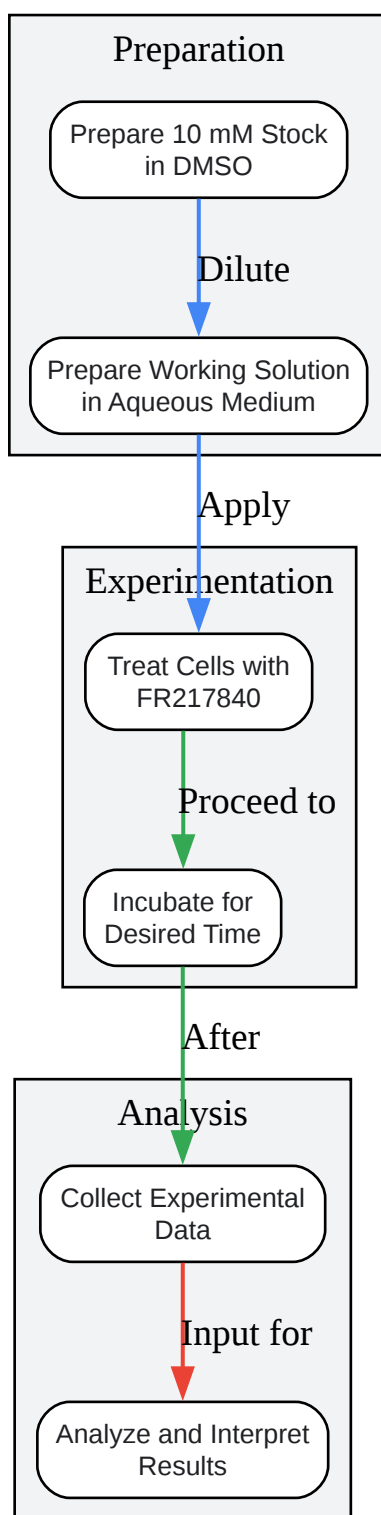 Preparation
Prepare 10 mM Stock
in DMSO
Dilute
Prepare Working Solution
in Aqueous Medium
Apply
Experimentation
Treat Cells with
FR217840
Proceed to
Incubate for
Desired Time
After
Analysis
Collect Experimental
Data
Input for
Analyze and Interpret
Results